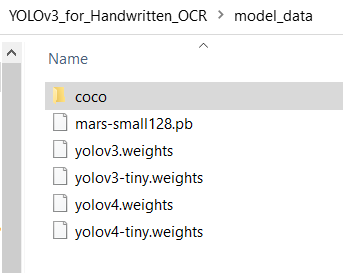 YOLOv3_for_Handwritten_OCR > model_data
Name
coco
mars-small128.pb
yolov3.weights
yolov3-tiny.weights
yolov4.weights
yolov4-tiny.weights